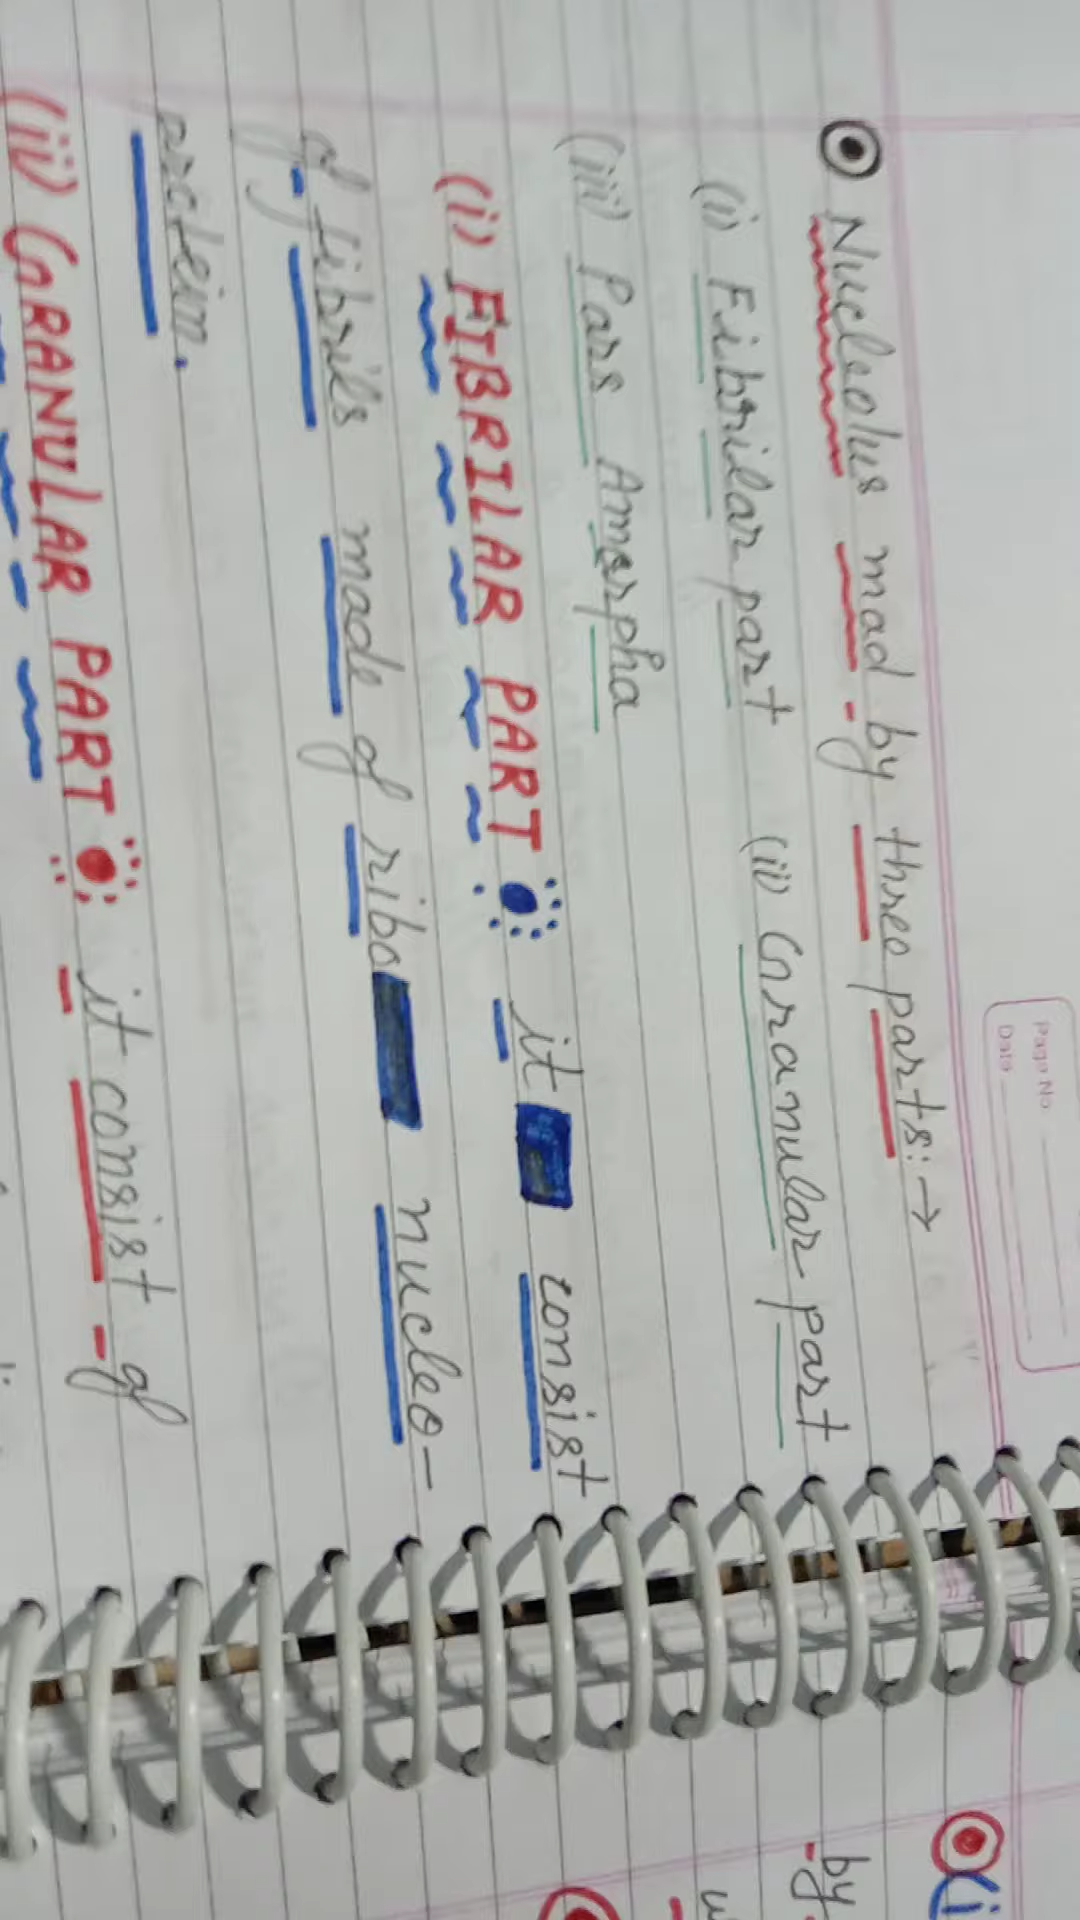 Page No.
Date
Nucleolus mad by three parts:→
(i) Fibrilar part (ii) Granular part
(iii) Pars Amorpha
(i) FIBRILAR PART : it consist
of fibrils made of ribo nucleo-
protein.
(ii) GRANULAR PART : it consist of
(i
by